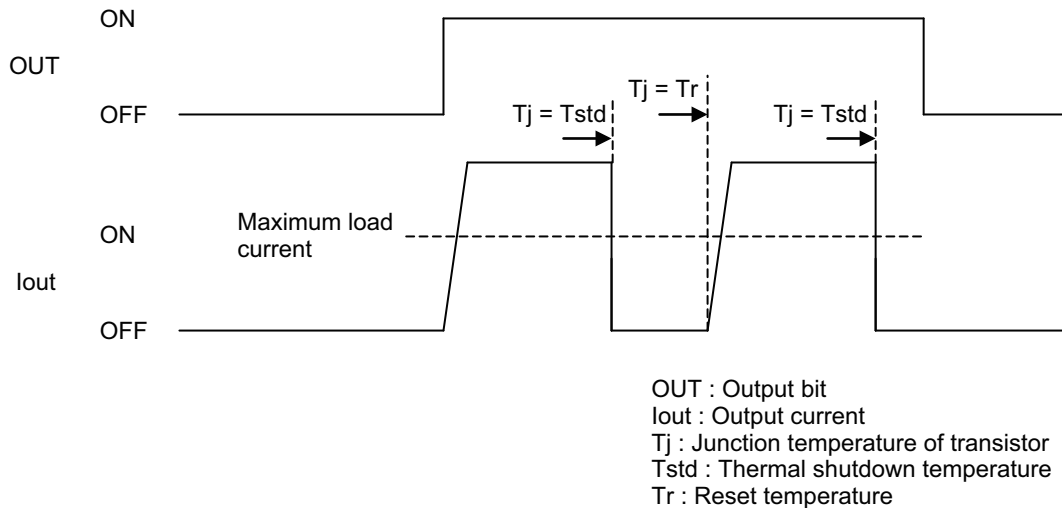 ON
OUT
OFF
Tj = Tstd
Tj = Tr
Tj = Tstd
Maximum load
current
ON
Iout
OFF
OUT : Output bit
Iout : Output current
Tj : Junction temperature of transistor
Tstd : Thermal shutdown temperature
Tr : Reset temperature